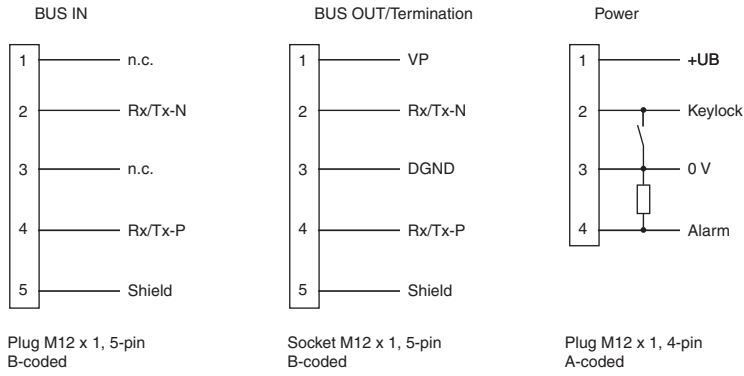 BUS IN
1 n.c.
2 Rx/Tx-N
3 n.c.
4 Rx/Tx-P
5 Shield
Plug M12 x 1, 5-pin
B-coded
BUS OUT/Termination
1 VP
2 Rx/Tx-N
3 DGND
4 Rx/Tx-P
5 Shield
Socket M12 x 1, 5-pin
B-coded
Power
1 +UB
2 Keylock
3 0 V
4 Alarm
Plug M12 x 1, 4-pin
A-coded